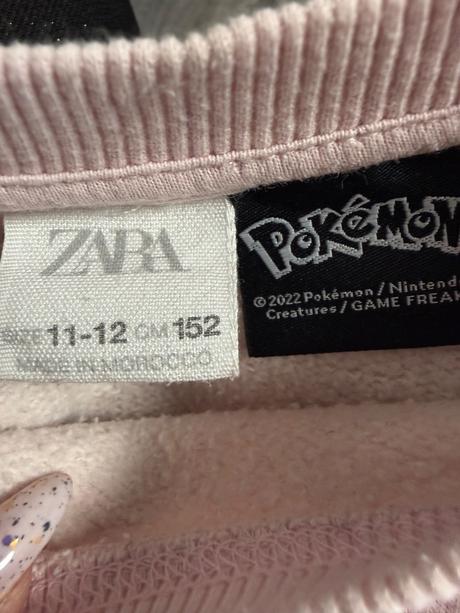 ZARA
SIZE 11-12 CM 152
MADE IN MOROCCO
POKéMON
©2022 Pokémon / Nintendo
Creatures / GAME FREAK